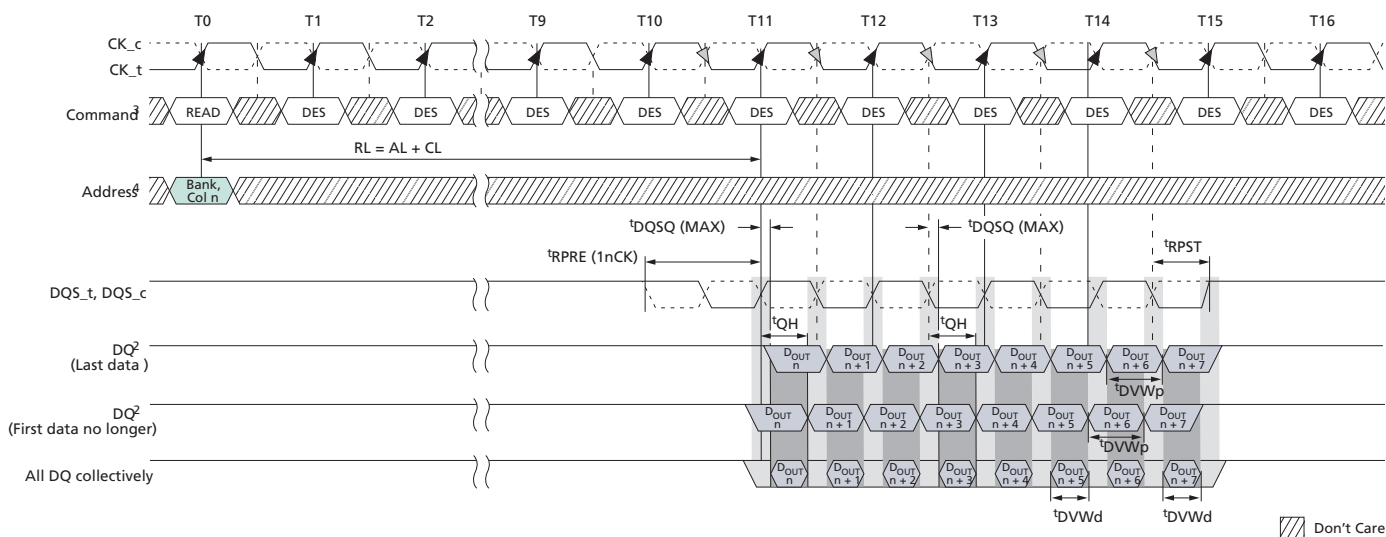 T0 T1 T2 T9 T10 T11 T12 T13 T14 T15 T16
CK_c
CK_t
Command3 READ DES DES DES DES DES DES DES DES DES DES
RL = AL + CL
Address4 Bank, Col n
tDQSQ (MAX) tDQSQ (MAX)
tRPST
tRPRE (1nCK)
DQS_t, DQS_c
tQH tQH
DQ2
(Last data )
DOUT n DOUT n + 1 DOUT n + 2 DOUT n + 3 DOUT n + 4 DOUT n + 5 DOUT n + 6 DOUT n + 7
tDVWp
DQ2
(First data no longer)
DOUT n DOUT n + 1 DOUT n + 2 DOUT n + 3 DOUT n + 4 DOUT n + 5 DOUT n + 6 DOUT n + 7
tDVWp
All DQ collectively
DOUT n DOUT n + 1 DOUT n + 2 DOUT n + 3 DOUT n + 4 DOUT n + 5 DOUT n + 6 DOUT n + 7
tDVWd tDVWd
Don't Care